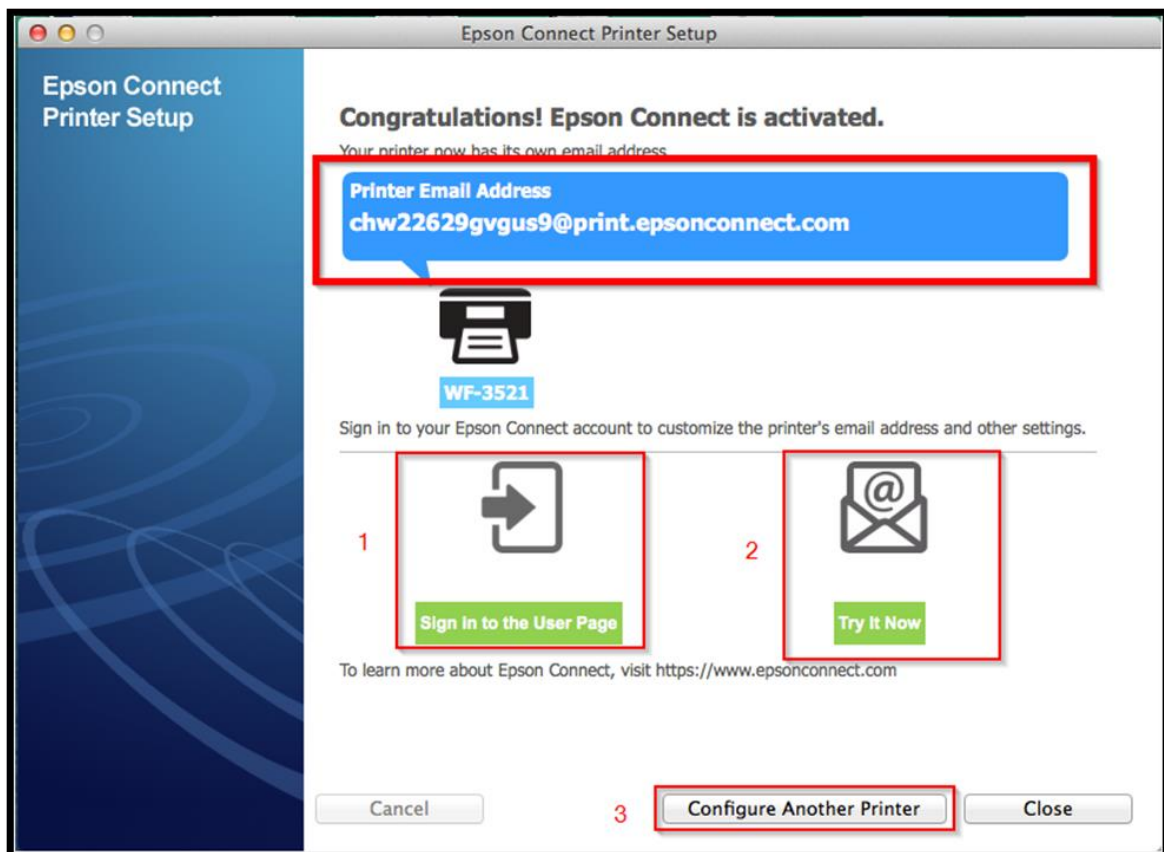 Epson Connect Printer Setup
Epson Connect
Printer Setup
Congratulations! Epson Connect is activated.
Your printer now has its own email address
Printer Email Address
chw22629gvgus9@print.epsonconnect.com
WF-3521
Sign in to your Epson Connect account to customize the printer's email address and other settings.
1
@
2
Sign In to the User Page
Try It Now
To learn more about Epson Connect, visit https://www.epsonconnect.com
Cancel
3
Configure Another Printer
Close